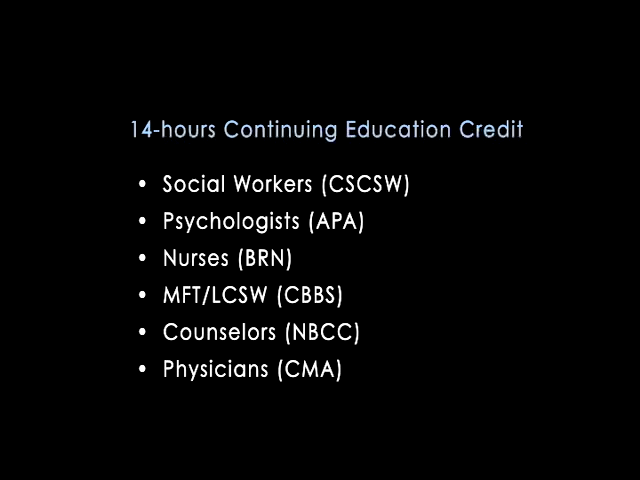 14-hours Continuing Education Credit
• Social Workers (CSCSW)
• Psychologists (APA)
• Nurses (BRN)
• MFT/LCSW (CBBS)
• Counselors (NBCC)
• Physicians (CMA)